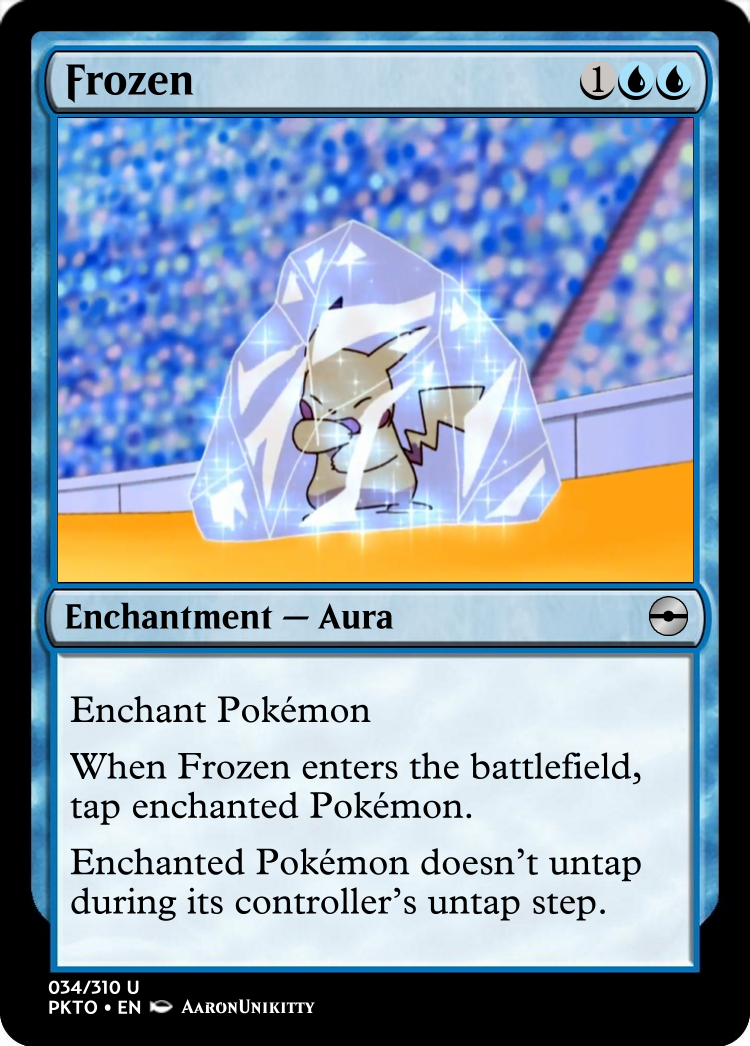 Frozen 1
Enchantment — Aura
Enchant Pokémon
When Frozen enters the battlefield,
tap enchanted Pokémon.
Enchanted Pokémon doesn't untap
during its controller's untap step.
034/310 U
PKTO • EN AaronUnikitty